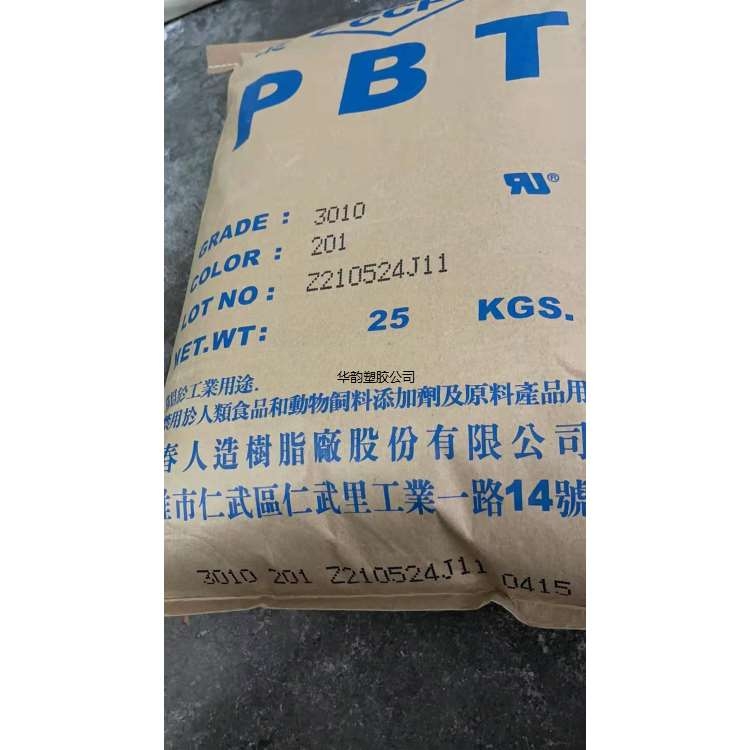 CCP
PBT
GRADE : 3010
COLOR : 201
LOT NO : Z210524J11
NET.WT: 25 KGS.
華韵塑胶公司
於工業用途.
用於人類食品和動物飼料添加劑及原料產品用
春人造樹脂廠股份有限公司
市仁武區仁武里工業一路14號
3010 201 Z210524J11 0415